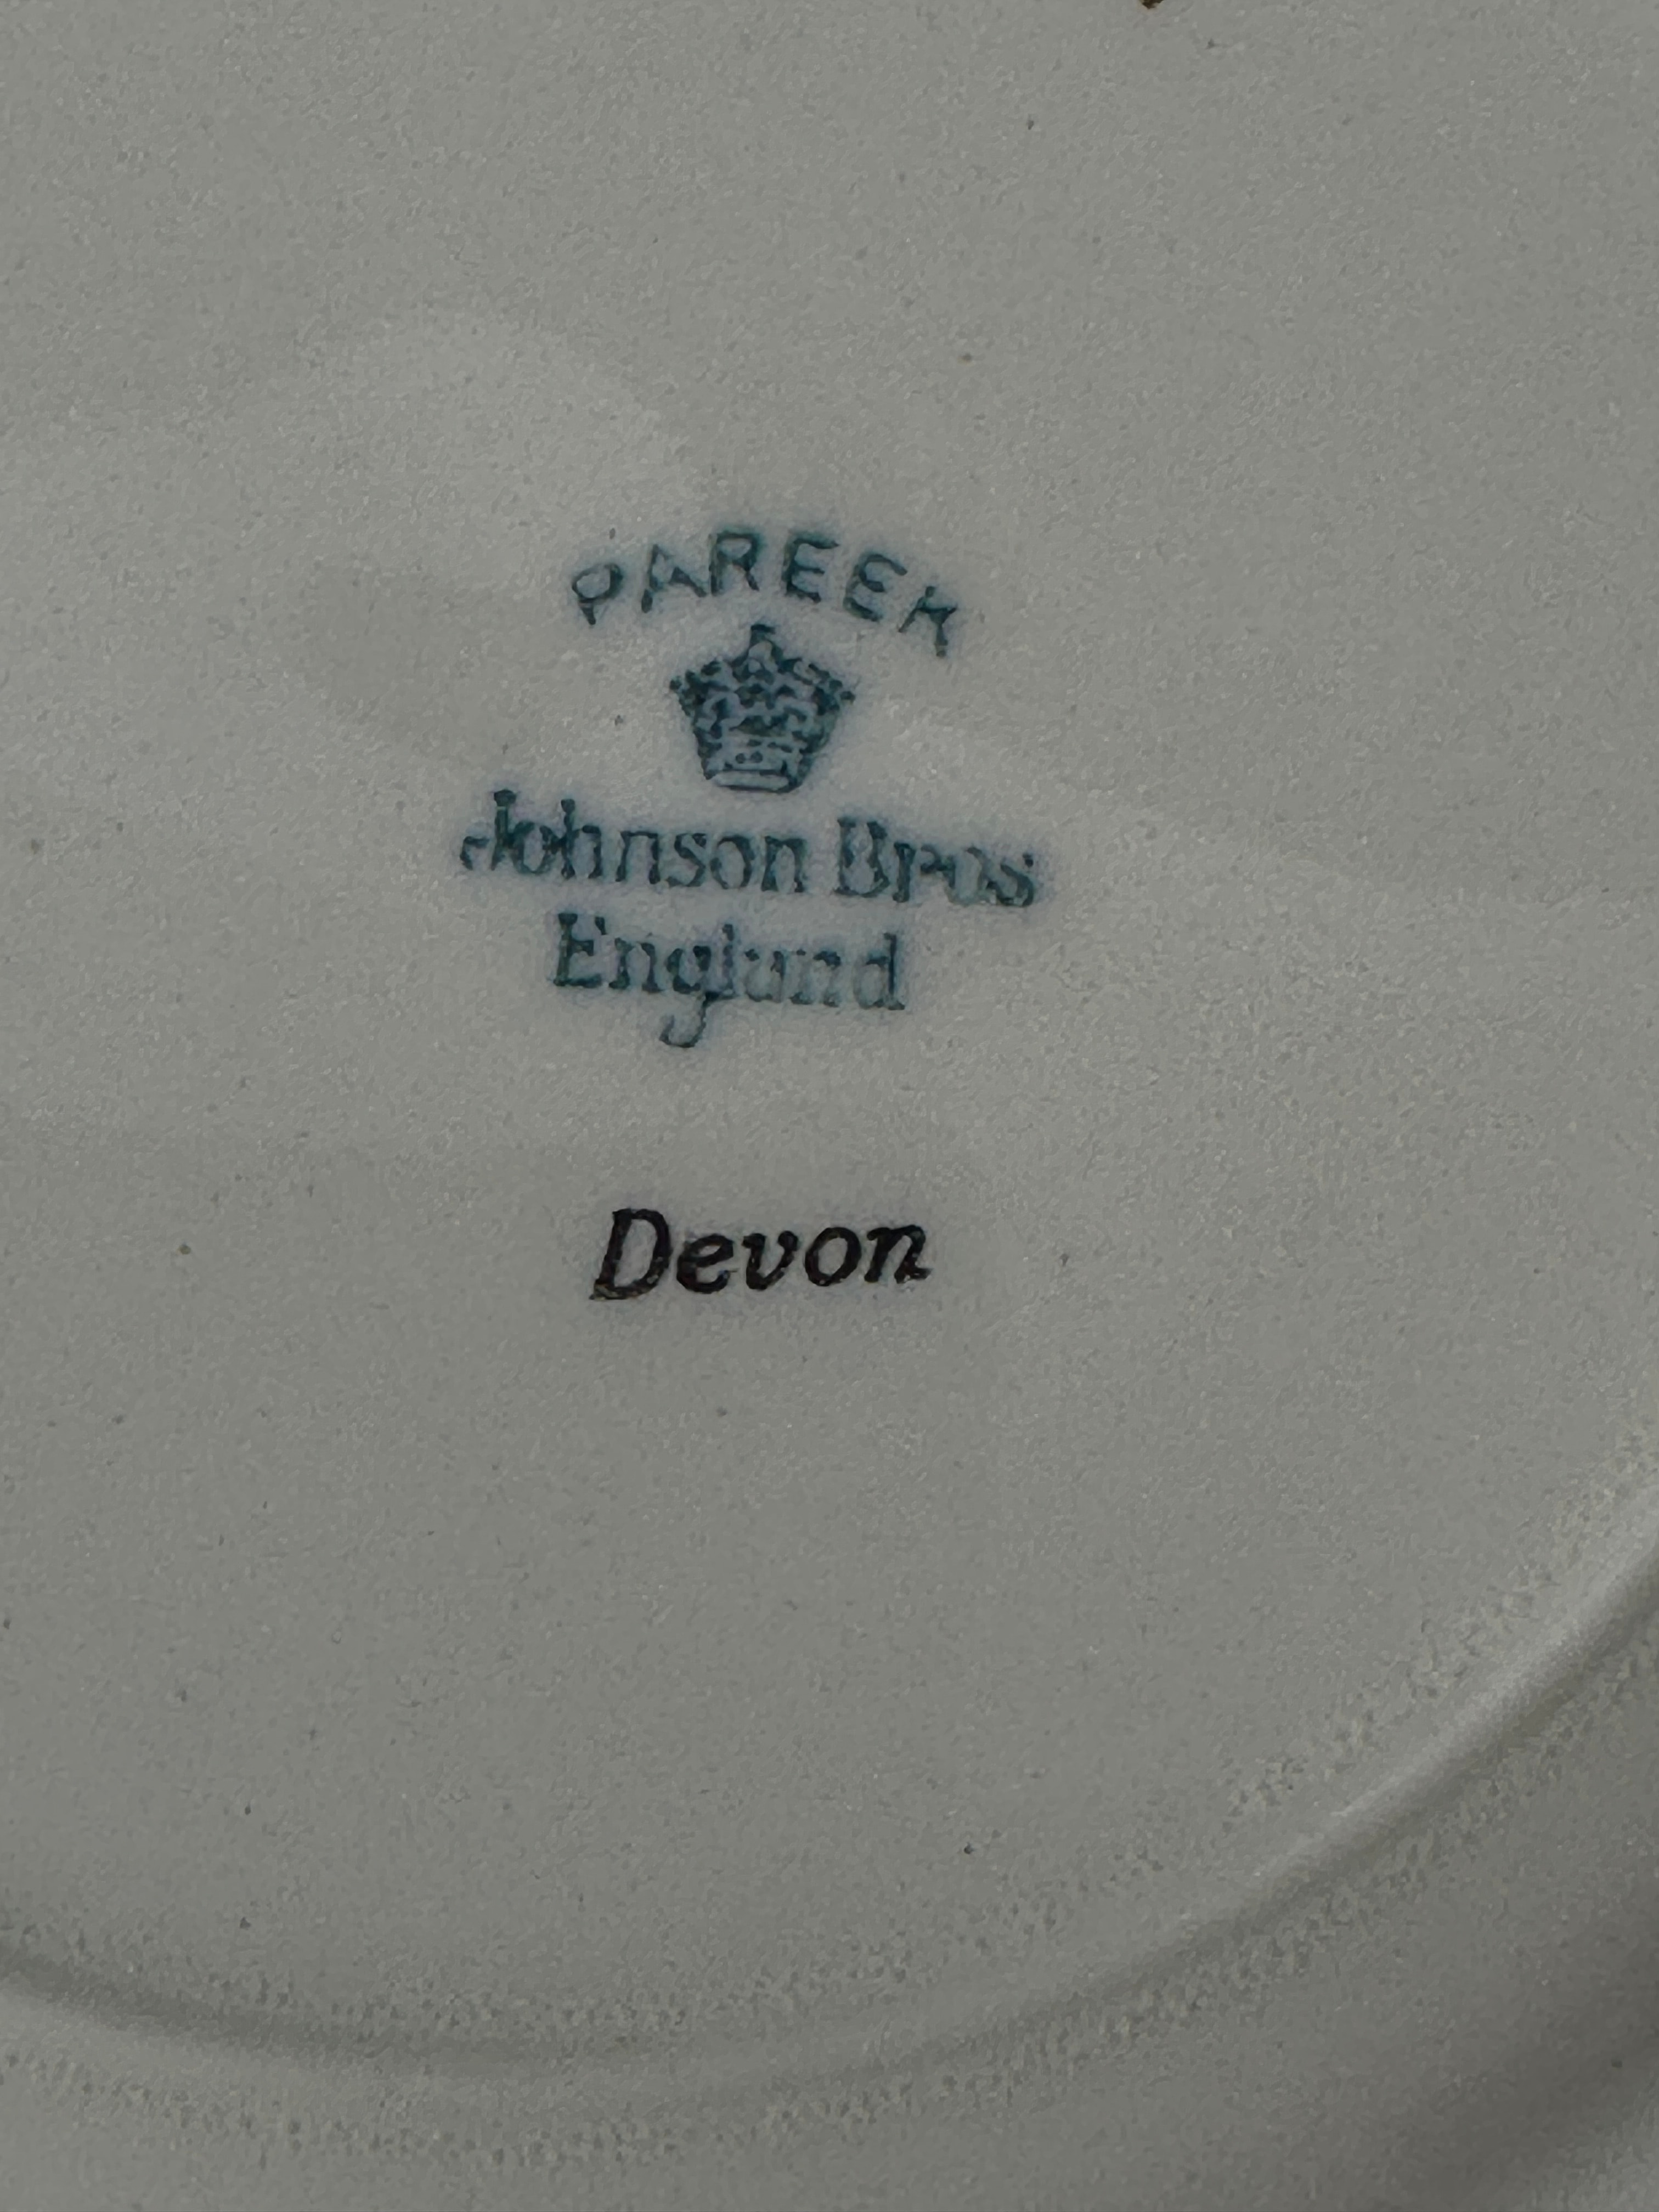 PAREEK
Johnson Bros
England
Devon